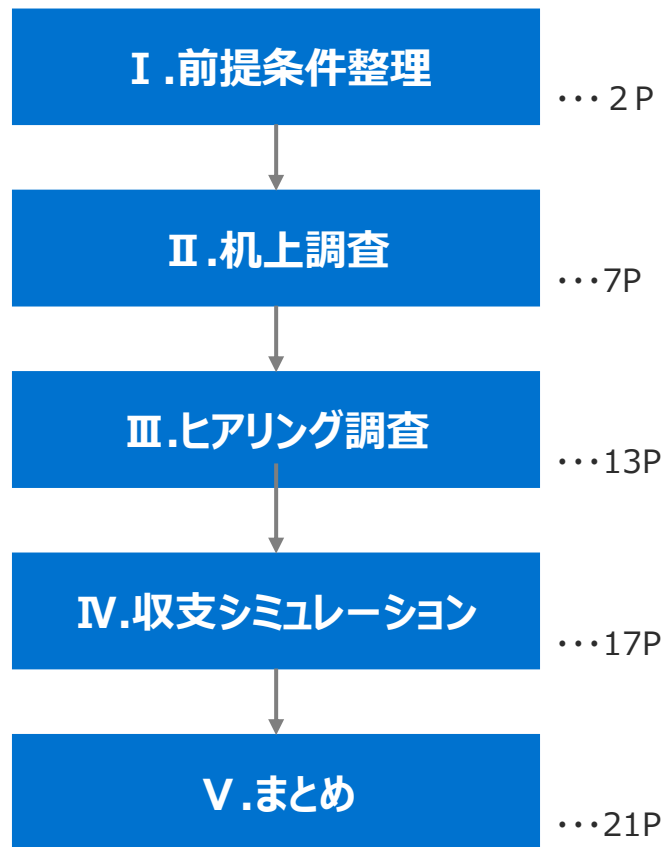 Ⅰ.前提条件整理
･･･２P
Ⅱ.机上調査
･･･7P
Ⅲ.ヒアリング調査
･･･13P
Ⅳ.収支シミュレーション
･･･17P
Ⅴ.まとめ
･･･21P